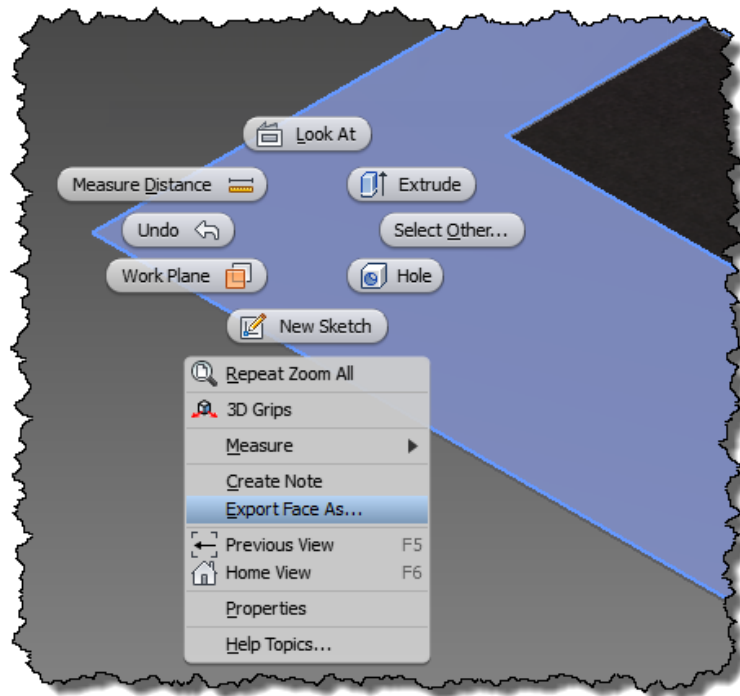 Look At
Measure Distance
Extrude
Undo
Select Other...
Work Plane
Hole
New Sketch
Repeat Zoom All
3D Grips
Measure
Create Note
Export Face As...
Previous View F5
Home View F6
Properties
Help Topics...